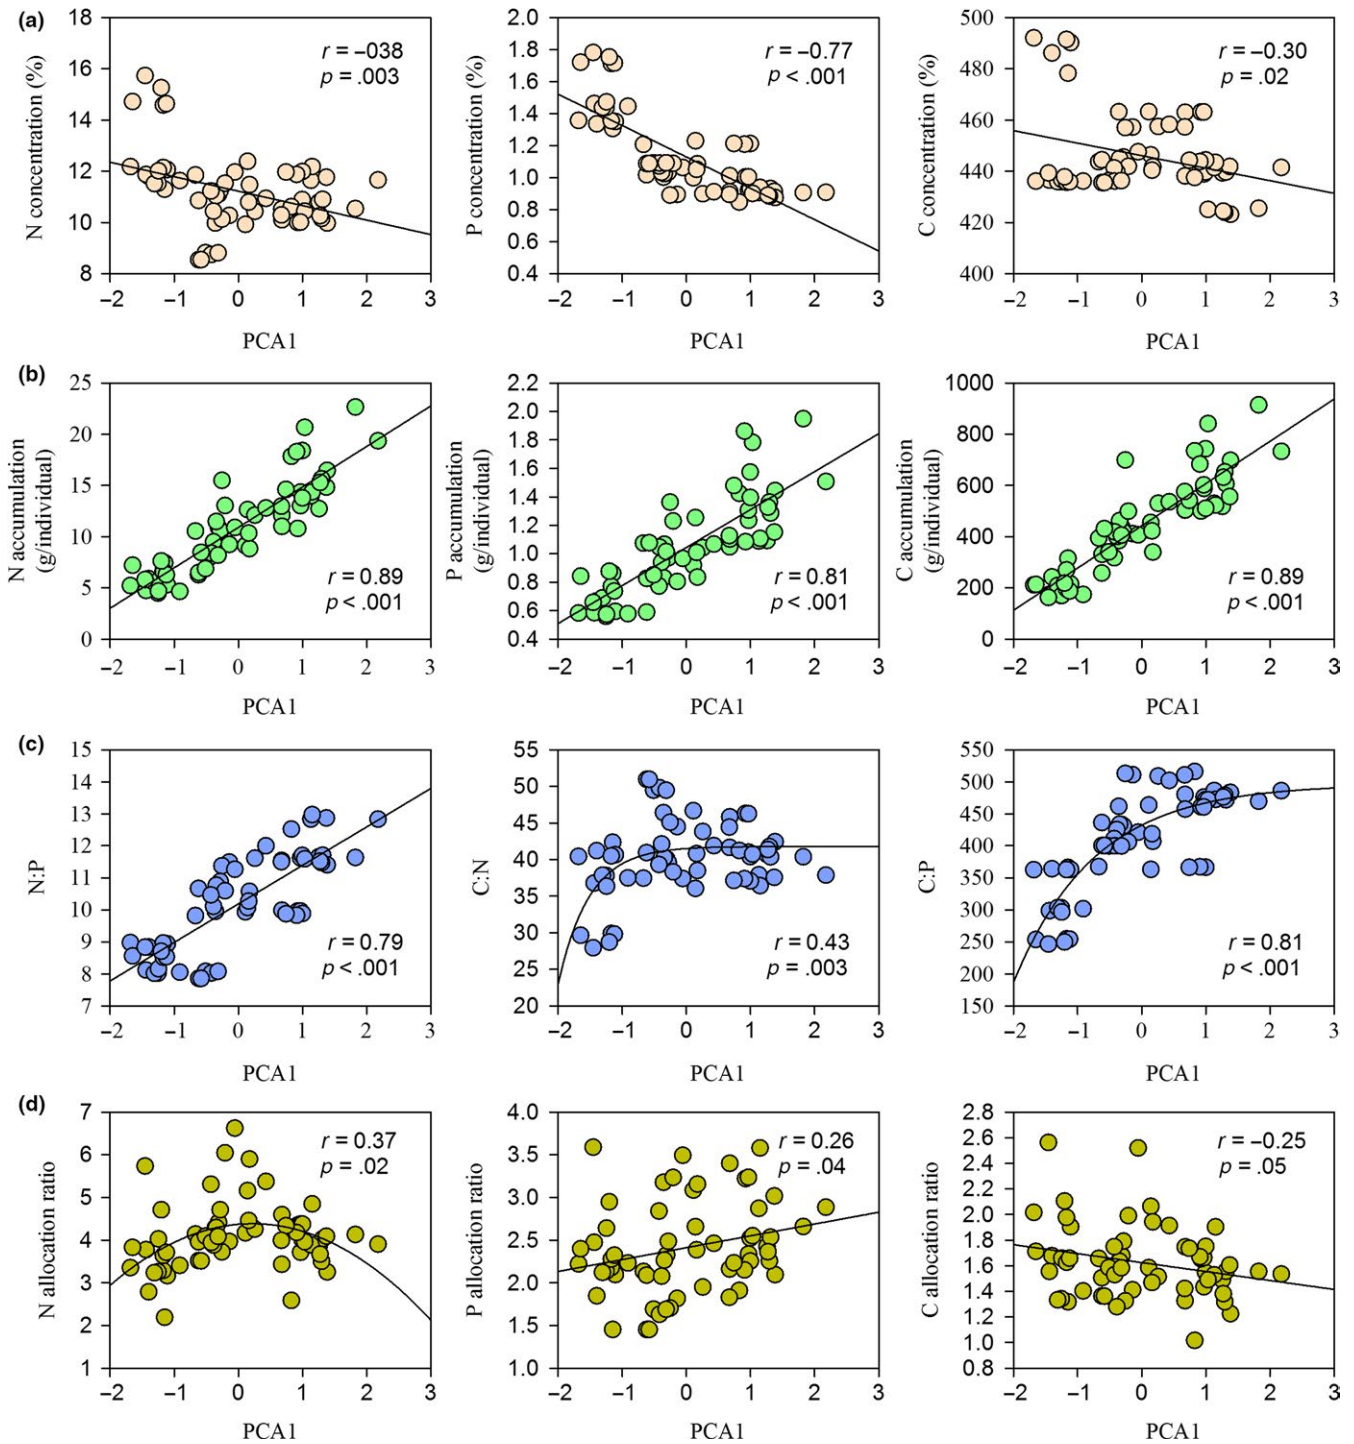 (a)
N concentration (%)
18
16
14
12
10
8
r = –038
p = .003
–2 –1 0 1 2 3
PCA1
P concentration (%)
2.0
1.8
1.6
1.4
1.2
1.0
0.8
0.6
0.4
r = –0.77
p < .001
–2 –1 0 1 2 3
PCA1
C concentration (%)
500
480
460
440
420
400
r = –0.30
p = .02
–2 –1 0 1 2 3
PCA1
(b)
N accumulation
(g/individual)
25
20
15
10
5
0
r = 0.89
p < .001
–2 –1 0 1 2 3
PCA1
P accumulation
(g/individual)
2.2
2.0
1.8
1.6
1.4
1.2
1.0
0.8
0.6
0.4
r = 0.81
p < .001
–2 –1 0 1 2 3
PCA1
C accumulation
(g/individual)
1000
800
600
400
200
0
r = 0.89
p < .001
–2 –1 0 1 2 3
PCA1
(c)
N:P
15
14
13
12
11
10
9
8
7
r = 0.79
p < .001
–2 –1 0 1 2 3
PCA1
C:N
55
50
45
40
35
30
25
20
r = 0.43
p = .003
–2 –1 0 1 2 3
PCA1
C:P
550
500
450
400
350
300
250
200
150
r = 0.81
p < .001
–2 –1 0 1 2 3
PCA1
(d)
N allocation ratio
7
6
5
4
3
2
1
r = 0.37
p = .02
–2 –1 0 1 2 3
PCA1
P allocation ratio
4.0
3.5
3.0
2.5
2.0
1.5
1.0
r = 0.26
p = .04
–2 –1 0 1 2 3
PCA1
C allocation ratio
2.8
2.6
2.4
2.2
2.0
1.8
1.6
1.4
1.2
1.0
0.8
r = –0.25
p = .05
–2 –1 0 1 2 3
PCA1